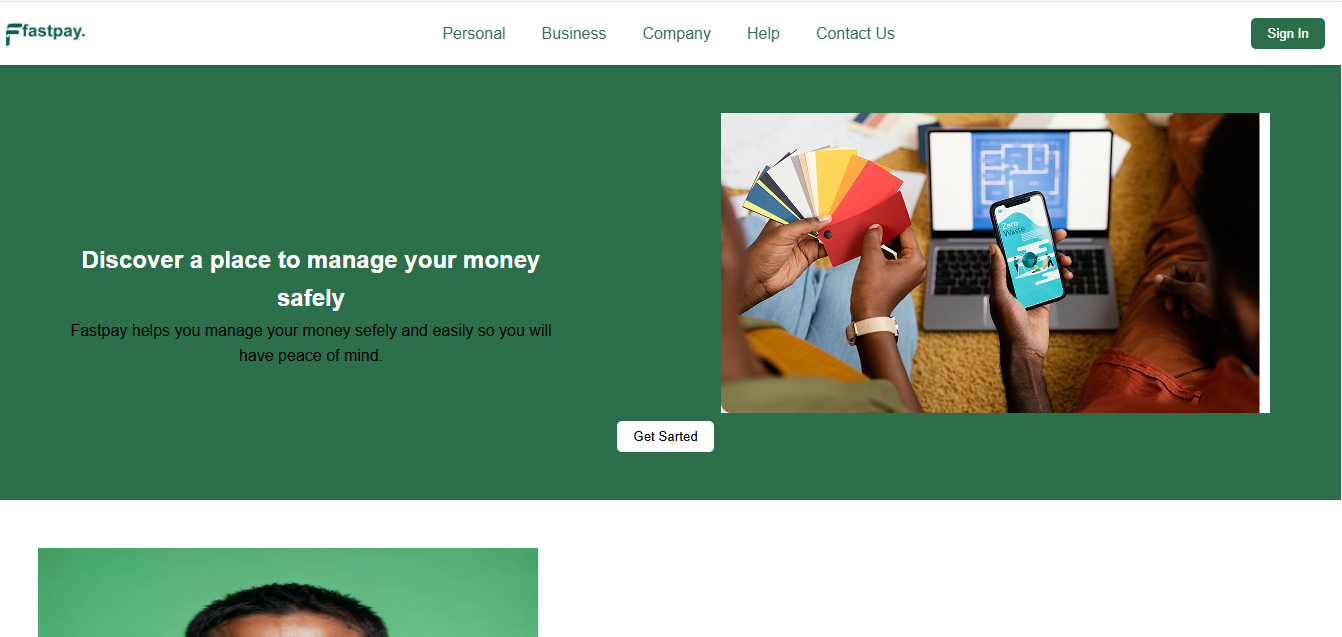 fastpay.
Personal Business Company Help Contact Us
Sign In
Discover a place to manage your money
safely
Fastpay helps you manage your money sefely and easily so you will
have peace of mind.
Zero
Waste
Get Sarted